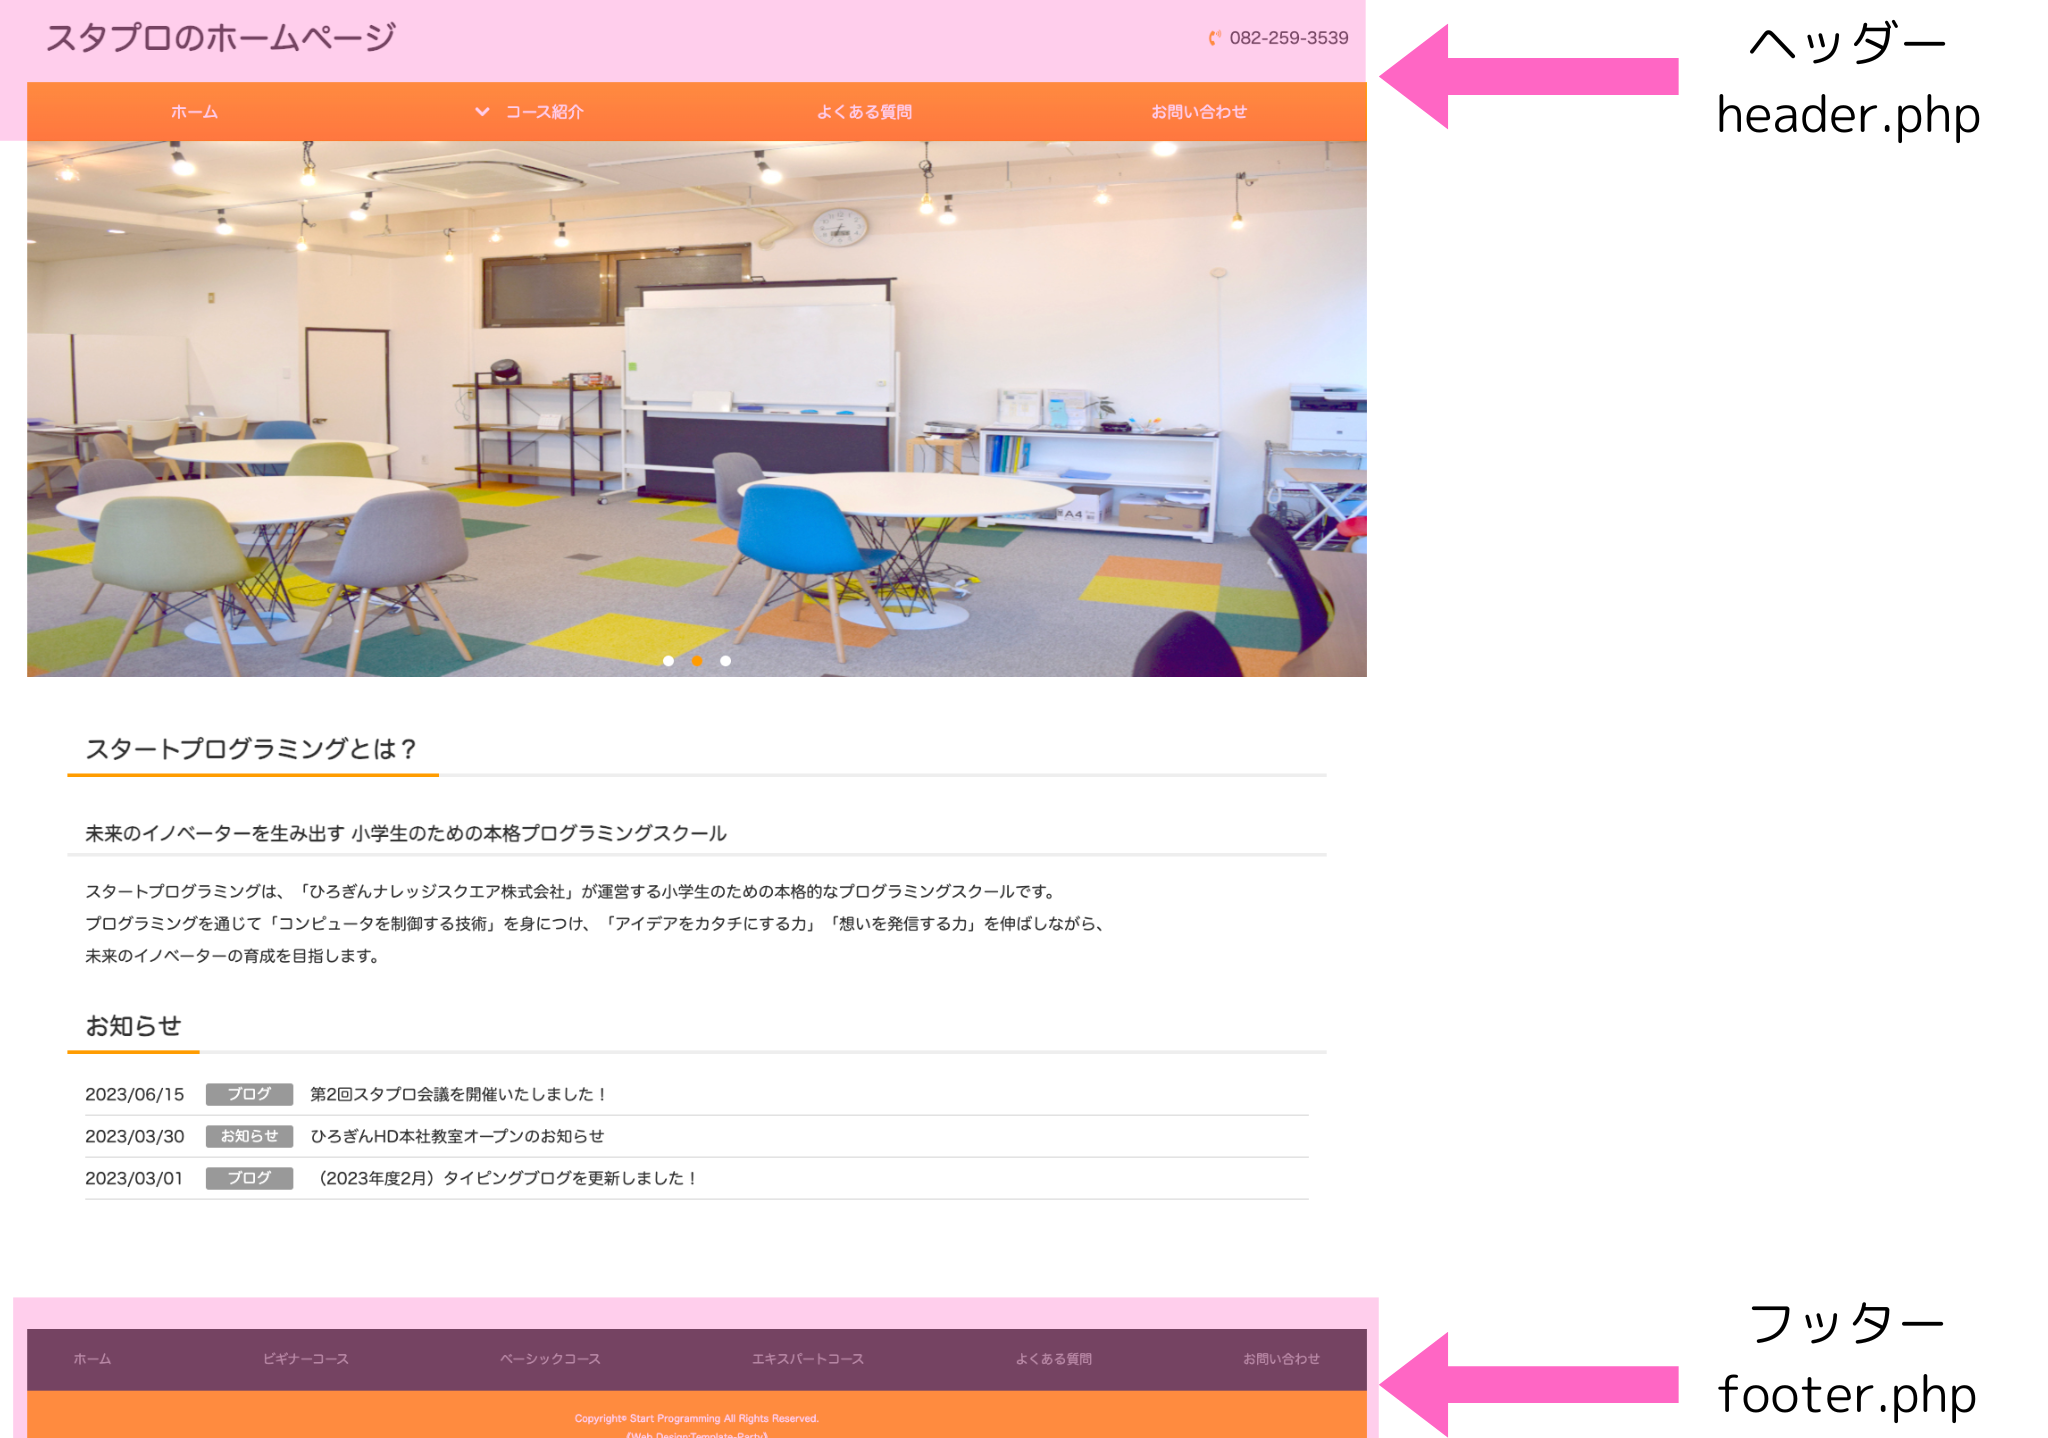 スタプロのホームページ
082-259-3539
ヘッダー
header.php
ホーム
コース紹介
よくある質問
お問い合わせ
A4
スタートプログラミングとは？
未来のイノベーターを生み出す 小学生のための本格プログラミングスクール
スタートプログラミングは、「ひろぎんナレッジスクエア株式会社」が運営する小学生のための本格的なプログラミングスクールです。
プログラミングを通じて「コンピュータを制御する技術」を身につけ、「アイデアをカタチにする力」「想いを発信する力」を伸ばしながら、
未来のイノベーターの育成を目指します。
お知らせ
2023/06/15 ブログ 第2回スタプロ会議を開催いたしました！
2023/03/30 お知らせ ひろぎんHD本社教室オープンのお知らせ
2023/03/01 ブログ （2023年度2月）タイピングブログを更新しました！
フッター
footer.php
ホーム
ビギナーコース
ベーシックコース
エキスパートコース
よくある質問
お問い合わせ
Copyright© Start Programming All Rights Reserved.
《Web Design:Template-Party》